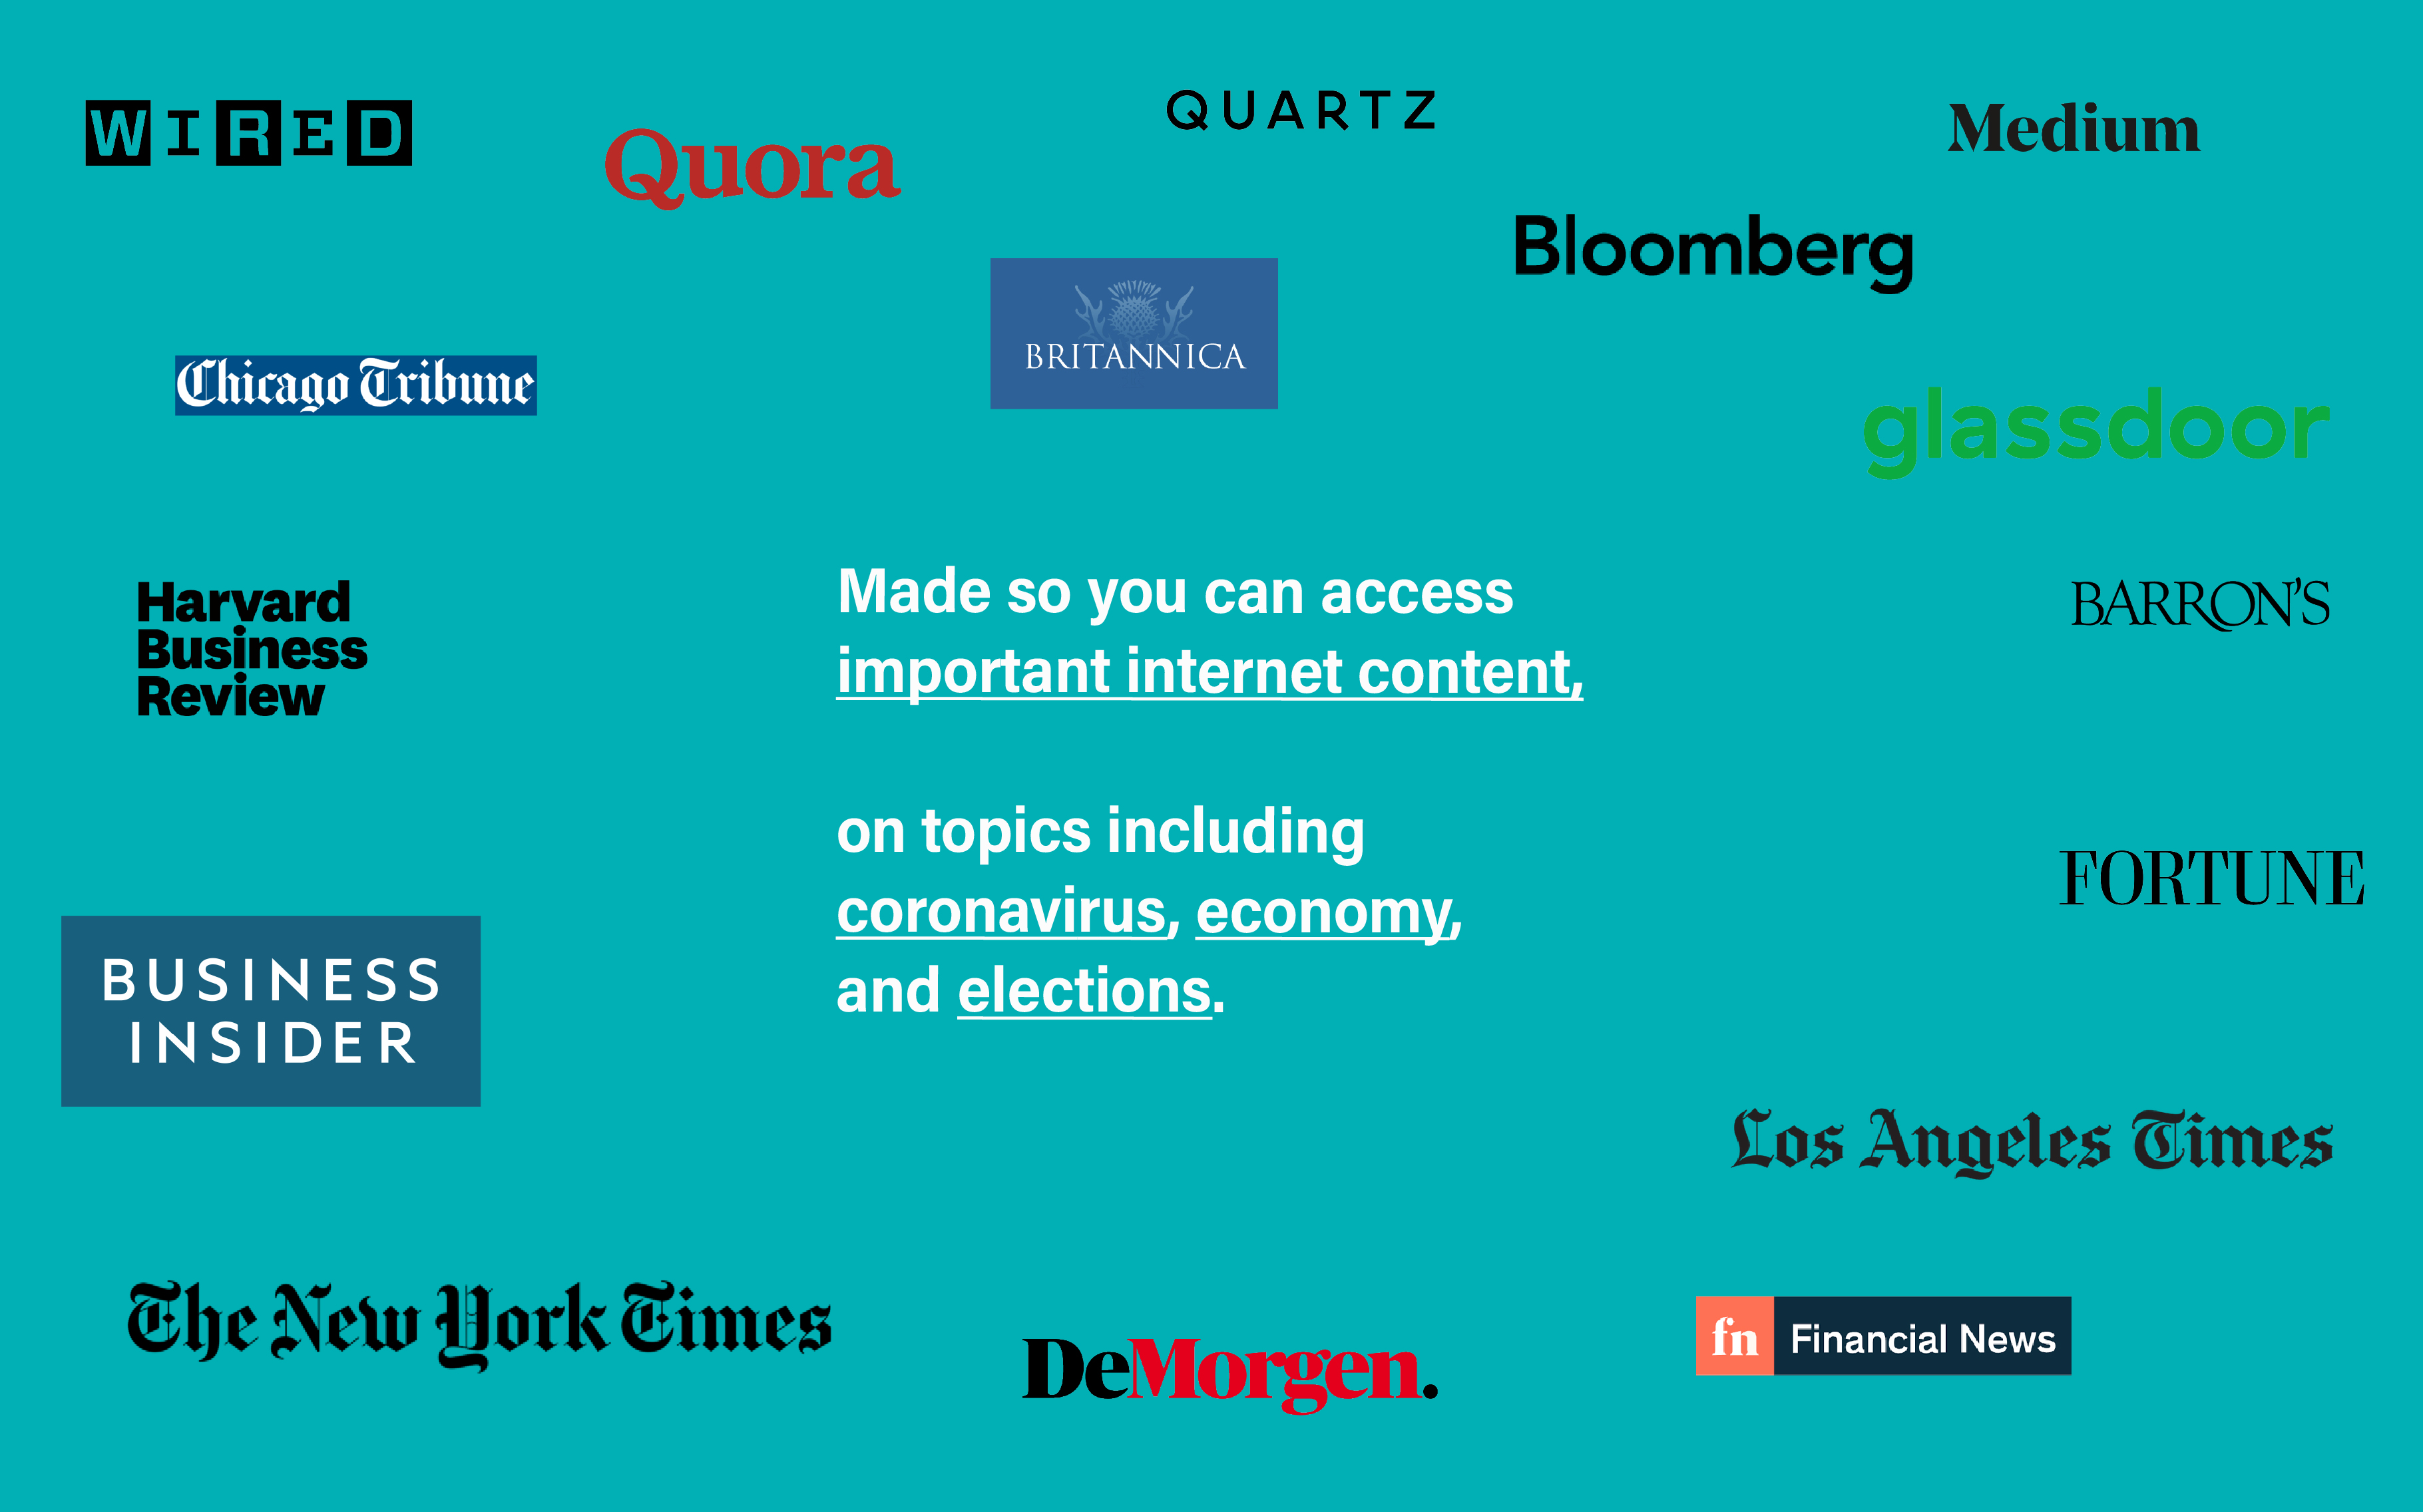 WIRED
Quora
QUARTZ
Medium
Bloomberg
BRITANNICA
Chicago Tribune
glassdoor
Harvard
Business
Review
Made so you can access
important internet content,
on topics including
coronavirus, economy,
and elections.
BARRON'S
FORTUNE
BUSINESS
INSIDER
Los Angeles Times
The New York Times
DeMorgen.
fn Financial News